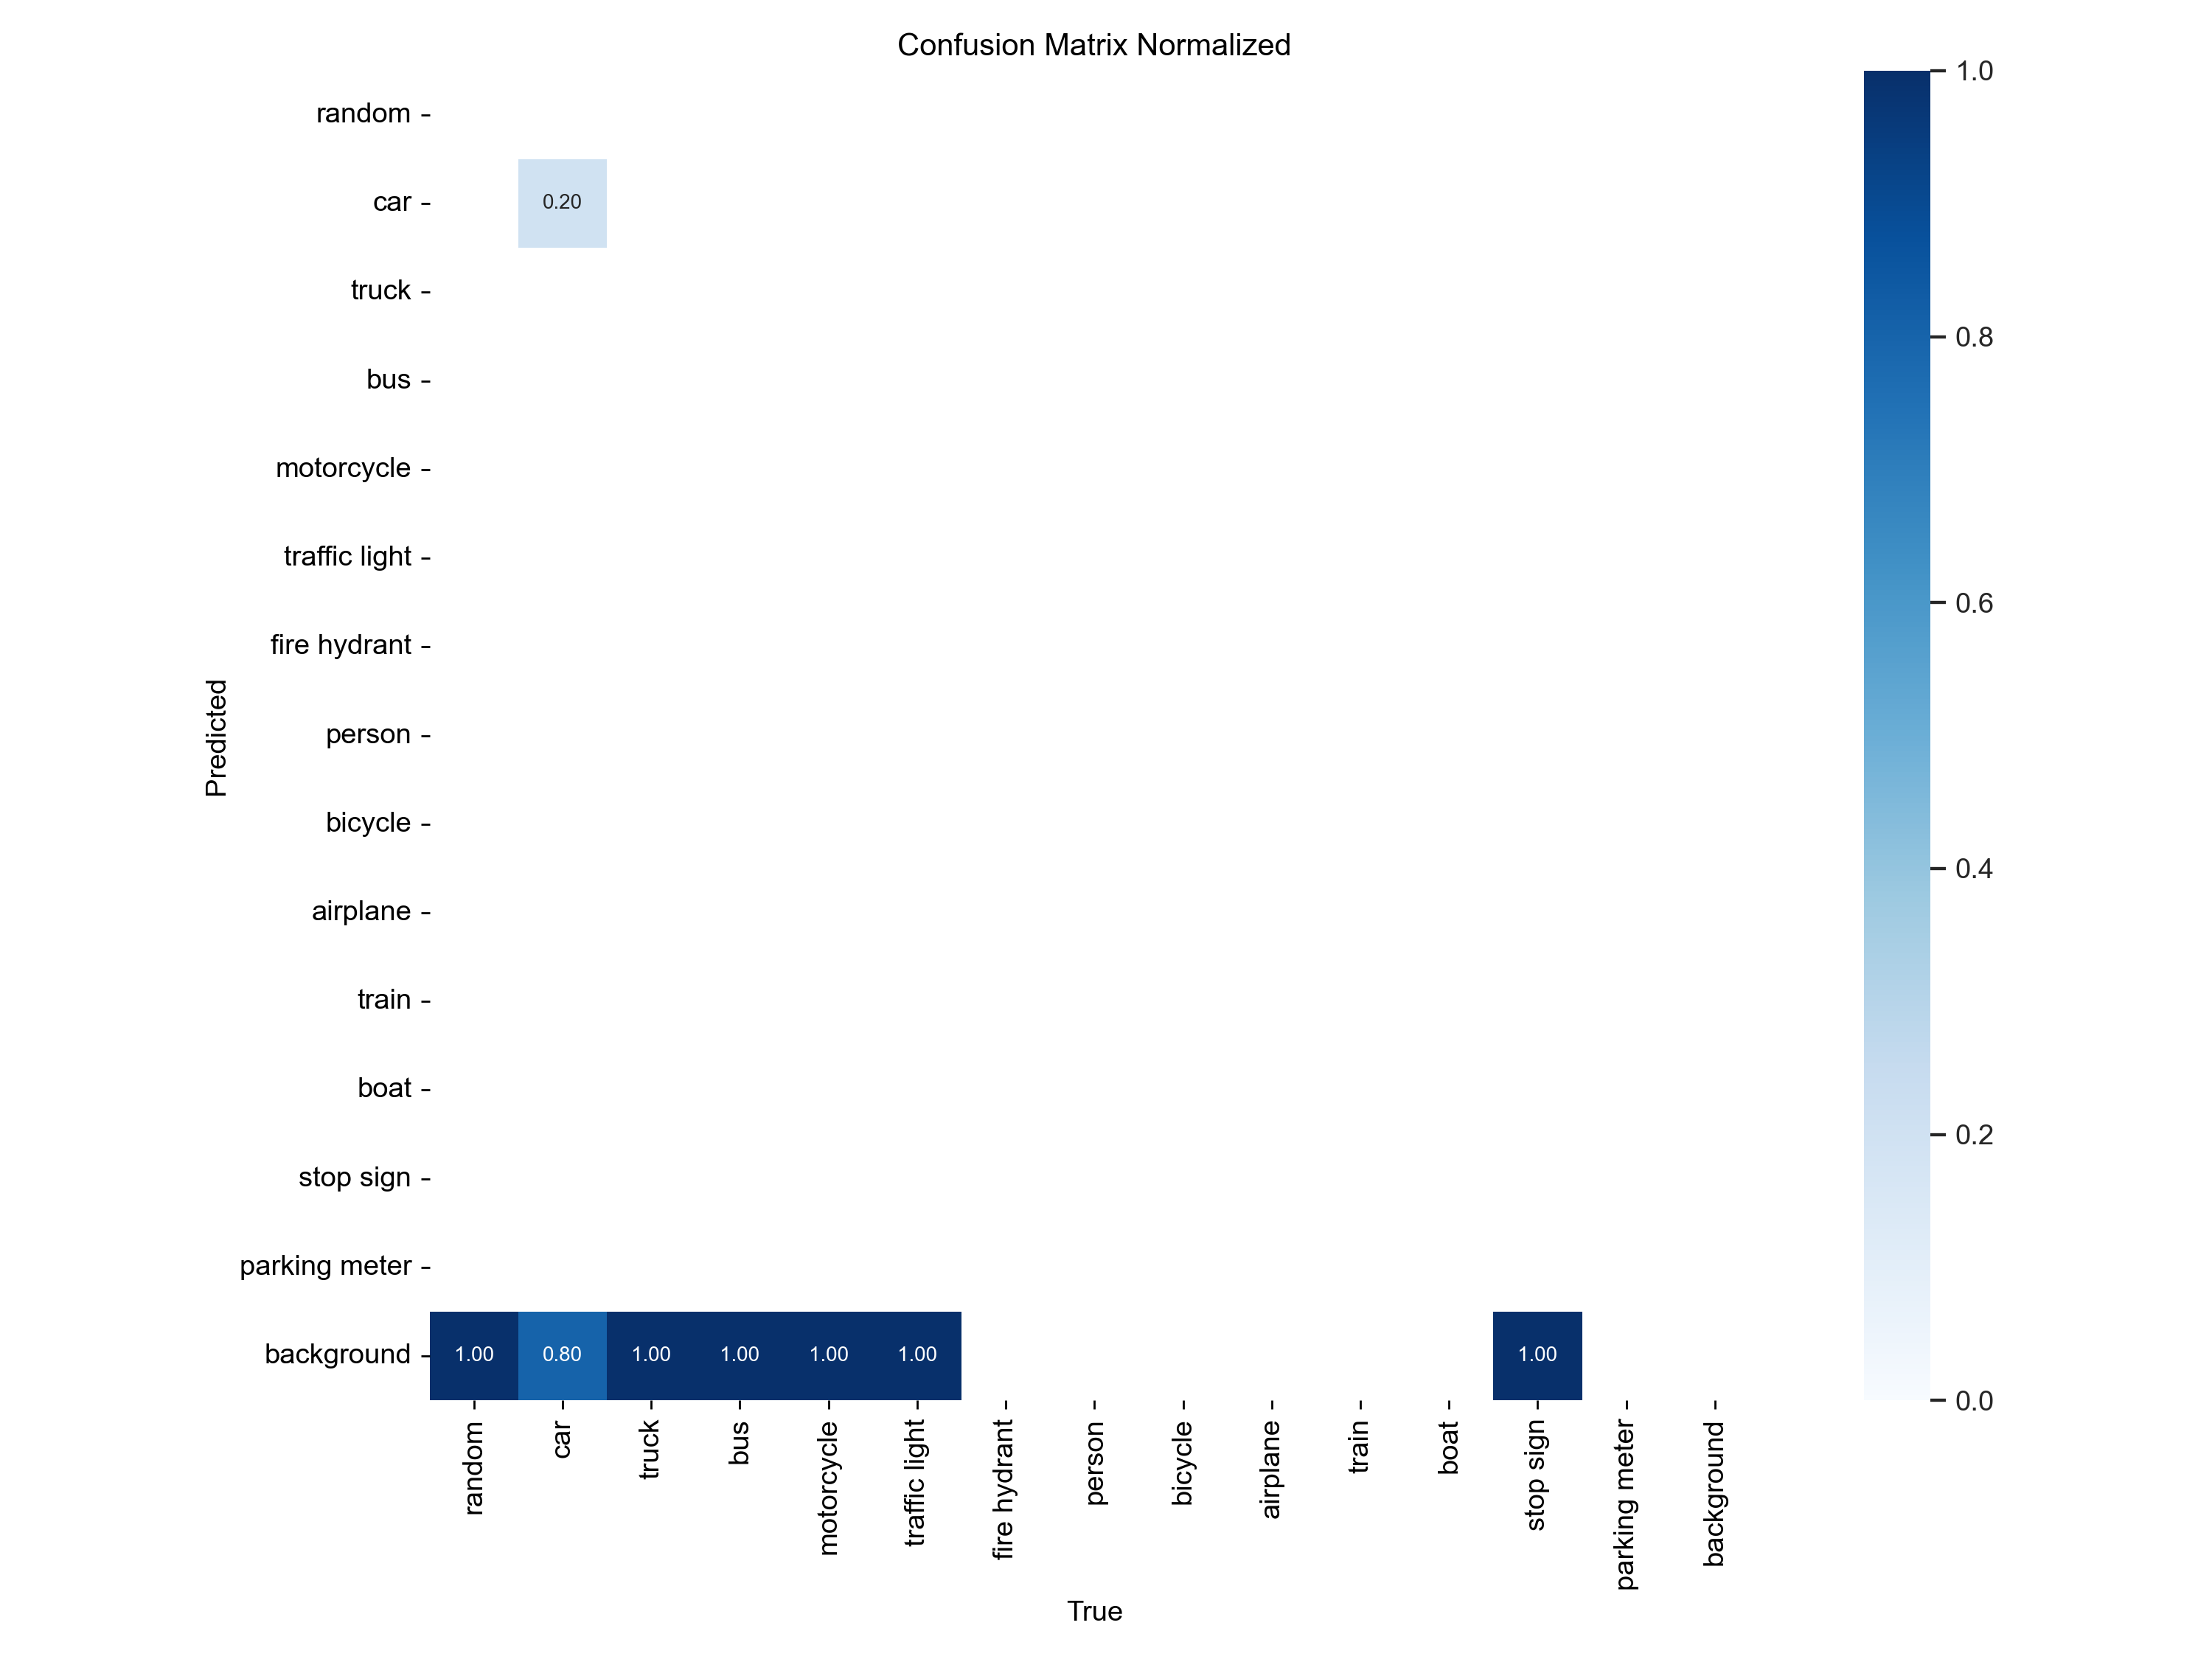 Confusion Matrix Normalized
random
car
truck
bus
motorcycle
traffic light
fire hydrant
person
bicycle
airplane
train
boat
stop sign
parking meter
background
Predicted
0.20
1.00 0.80 1.00 1.00 1.00 1.00 1.00
random car truck bus motorcycle traffic light fire hydrant person bicycle airplane train boat stop sign parking meter background
True
1.0
0.8
0.6
0.4
0.2
0.0